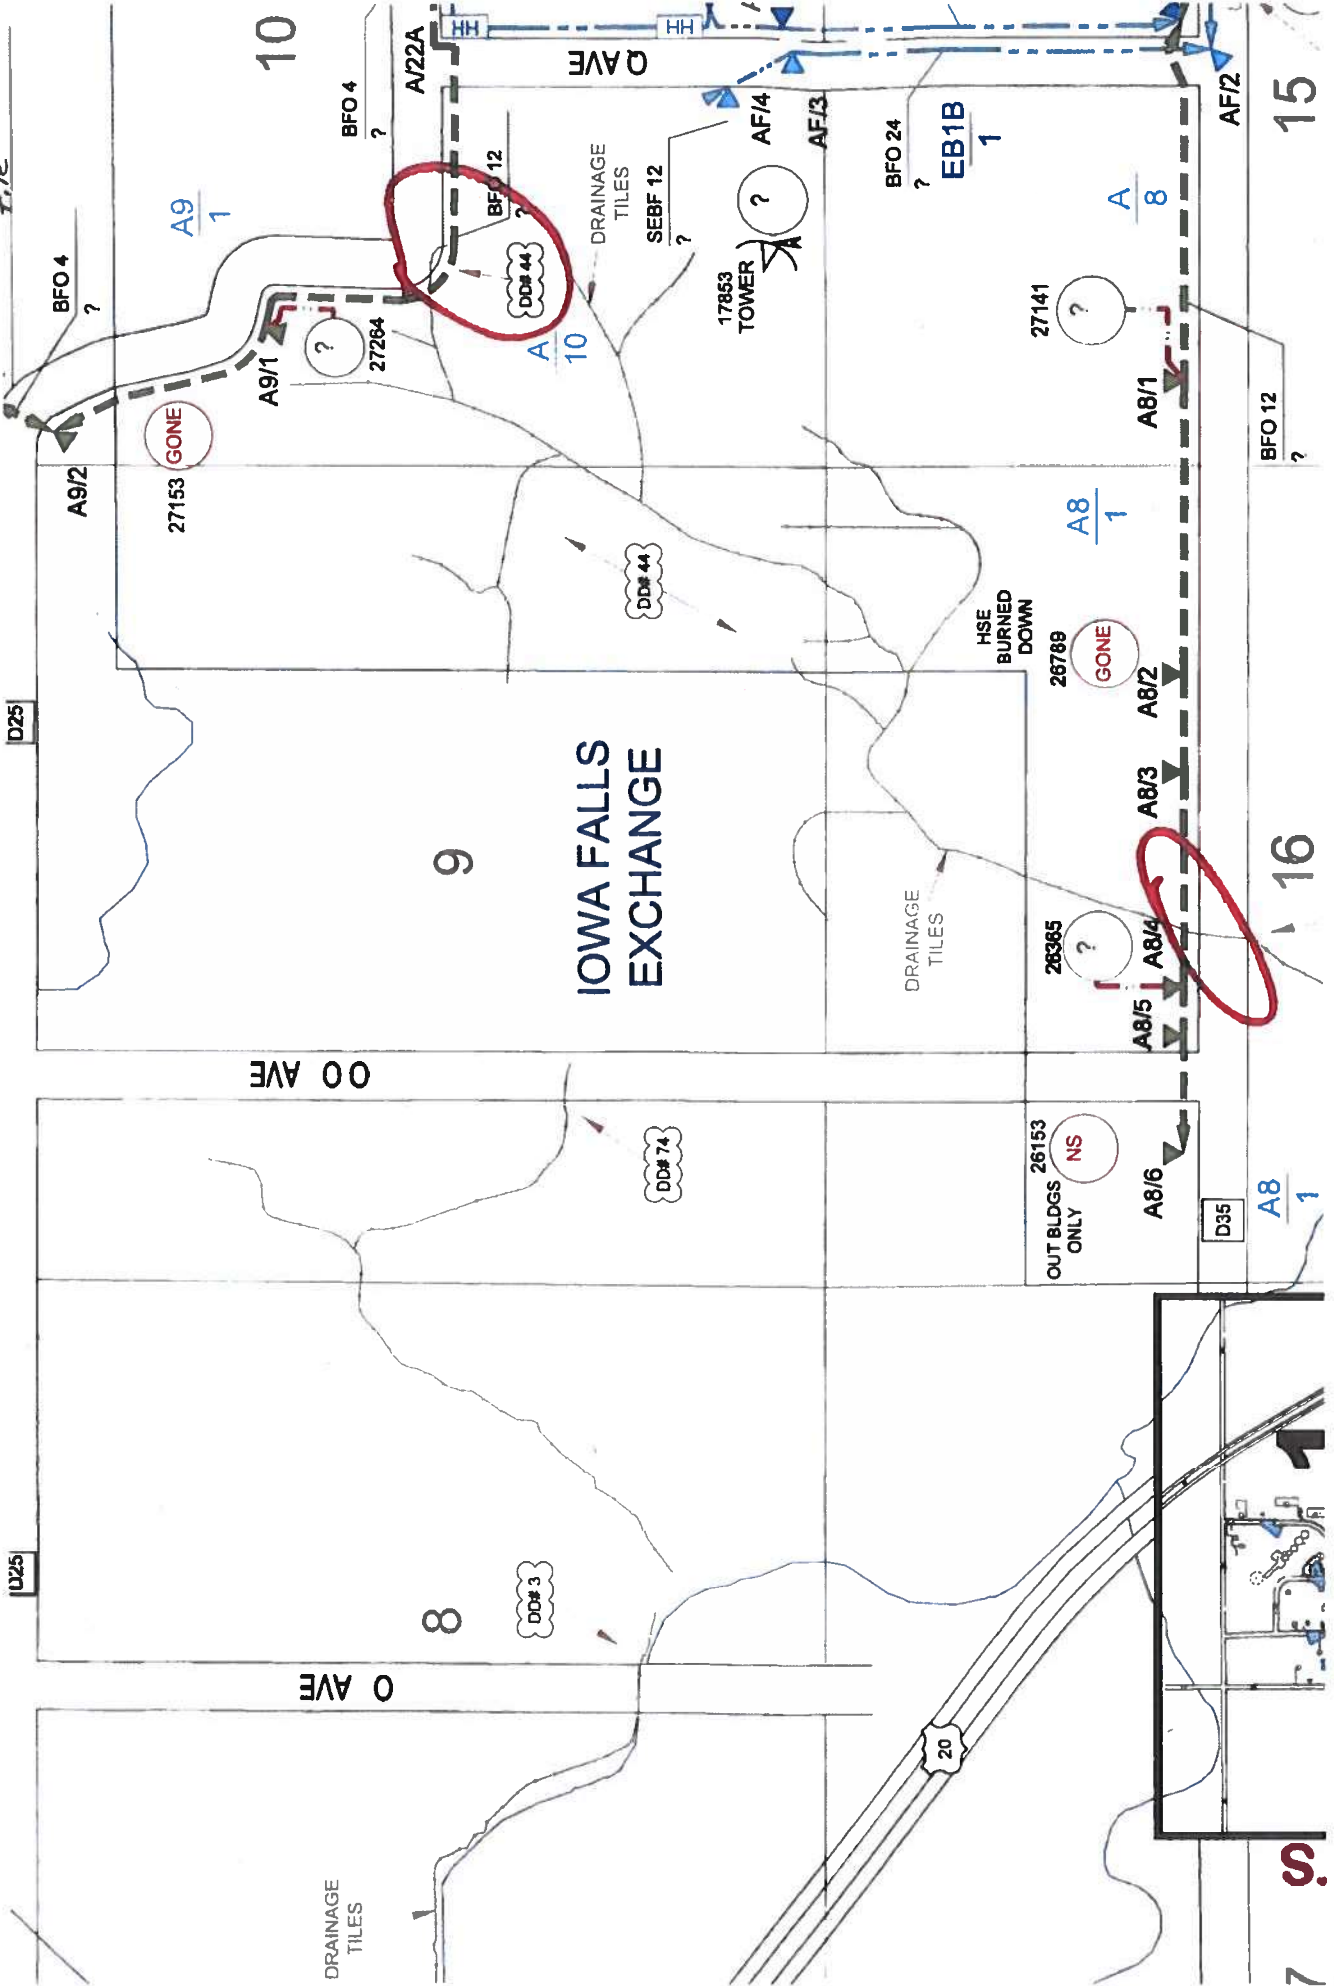 D25
D25
10
15
16
9
8
7
S.
1
O AVE
OO AVE
Q AVE
DRAINAGE
TILES
DD# 3
20
DD# 74
OUT BLDGS
ONLY
26153
NS
A8/6
D35
A8
1
IOWA FALLS
EXCHANGE
DRAINAGE
TILES
26365
?
A8/4
A8/5
A8/3
A8/2
HSE
BURNED
DOWN
26789
GONE
A8
1
DD# 44
A9/2
27153
GONE
BFO 4
?
A9
1
A9/1
?
27264
BFO 4
?
A/22A
BFO 12
?
DD# 44
A
10
DRAINAGE
TILES
SEBF 12
?
17853
TOWER
?
AF/4
AF/3
BFO 24
?
EB1B
1
A
8
27141
?
A8/1
BFO 12
?
AF/2
HH
HH